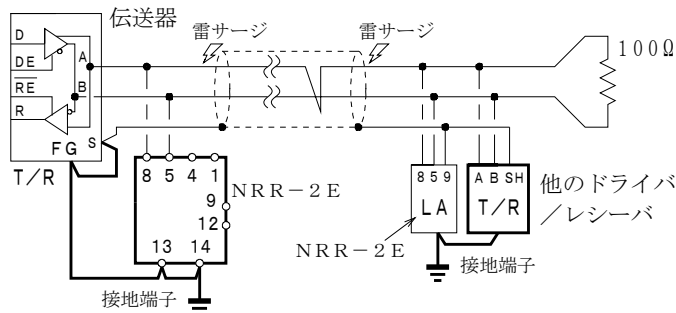 伝送器
雷サージ
雷サージ
D
DE
RE
R
A
B
S
FG
T/R
100Ω
8 5 4 1
9
12
13 14
NRR-2E
接地端子
8 5 9
LA
NRR-2E
A B SH
T/R
他のドライバ
/レシーバ
接地端子